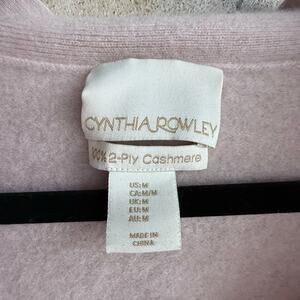 CYNTHIA ROWLEY
100% 2-Ply Cashmere
US:M
CA:M/M
UK:M
EU:M
AU:M
MADE IN
CHINA